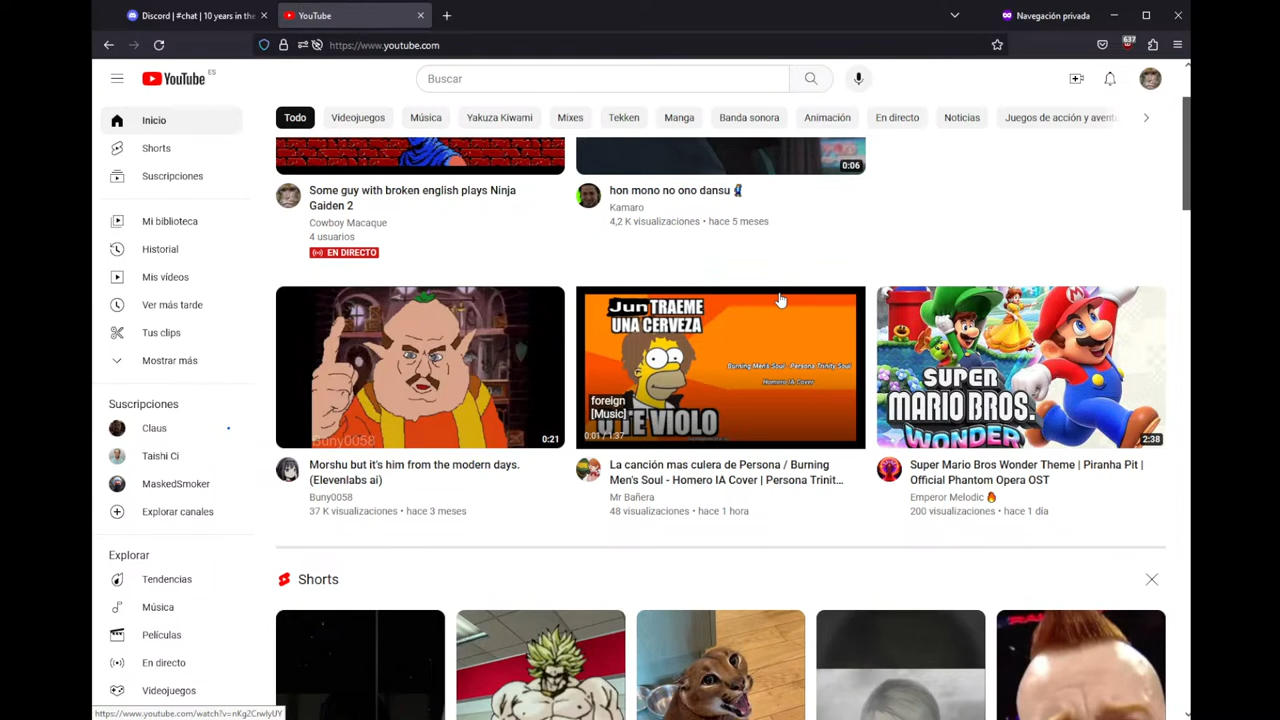 Discord | #chat | 10 years in the
YouTube
Navegación privada
https://www.youtube.com
637
YouTube ES
Buscar
Todo
Videojuegos
Música
Yakuza Kiwami
Mixes
Tekken
Manga
Banda sonora
Animación
En directo
Noticias
Juegos de acción y aventu
Inicio
Shorts
Suscripciones
Mi biblioteca
Historial
Mis vídeos
Ver más tarde
Tus clips
Mostrar más
Suscripciones
Claus
Taishi Ci
MaskedSmoker
Explorar canales
Explorar
Tendencias
Música
Películas
En directo
Videojuegos
0:06
Some guy with broken english plays Ninja
Gaiden 2
Cowboy Macaque
4 usuarios
EN DIRECTO
hon mono no ono dansu
Kamaro
4,2 K visualizaciones • hace 5 meses
Buny0058
0:21
Morshu but it's him from the modern days.
(Elevenlabs ai)
Buny0058
37 K visualizaciones • hace 3 meses
Jun TRAEME
UNA CERVEZA
Burning Men's Soul - Persona Trinity Soul
Homero IA Cover
foreign
[Music]
O TE VIOLO
0:01 / 1:37
La canción mas culera de Persona / Burning
Men's Soul - Homero IA Cover | Persona Trinit...
Mr Bañera
48 visualizaciones • hace 1 hora
SUPER
MARIO BROS.
WONDER
2:38
Super Mario Bros Wonder Theme | Piranha Pit |
Official Phantom Opera OST
Emperor Melodic
200 visualizaciones • hace 1 día
Shorts
https://www.youtube.com/watch?v=nKg2CrwlyUY